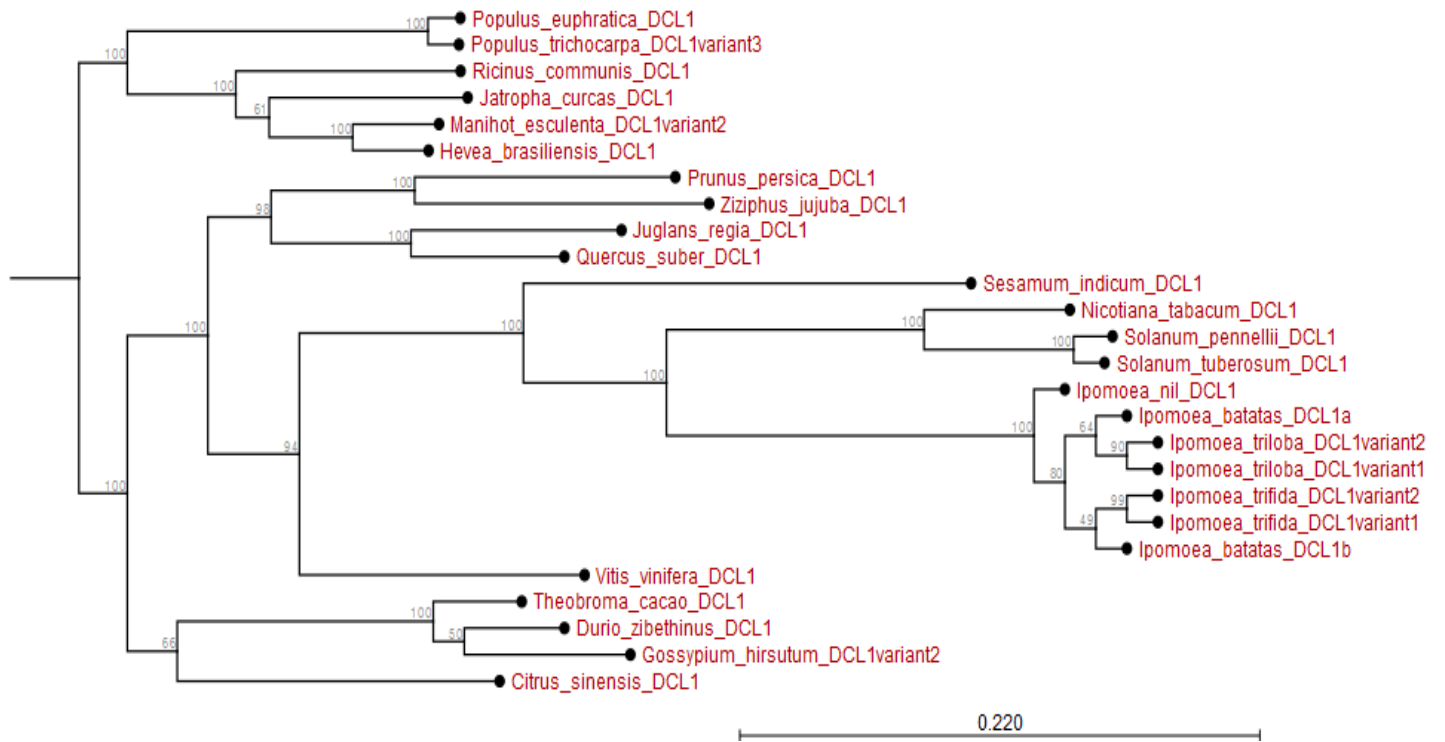 100
Populus_euphratica_DCL1
Populus_trichocarpa_DCL1variant3
100
Ricinus_communis_DCL1
100
Jatropha_curcas_DCL1
61
Manihot_esculenta_DCL1variant2
100
Hevea_brasiliensis_DCL1
Prunus_persica_DCL1
100
Ziziphus_jujuba_DCL1
98
Juglans_regia_DCL1
100
Quercus_suber_DCL1
Sesamum_indicum_DCL1
Nicotiana_tabacum_DCL1
100
100
100
Solanum_pennellii_DCL1
100
Solanum_tuberosum_DCL1
100
Ipomoea_nil_DCL1
Ipomoea_batatas_DCL1a
100
64
Ipomoea_triloba_DCL1variant2
94
90
Ipomoea_triloba_DCL1variant1
80
100
Ipomoea_trifida_DCL1variant2
99
Ipomoea_trifida_DCL1variant1
49
Ipomoea_batatas_DCL1b
Vitis_vinifera_DCL1
Theobroma_cacao_DCL1
100
Durio_zibethinus_DCL1
50
66
Gossypium_hirsutum_DCL1variant2
Citrus_sinensis_DCL1
0.220